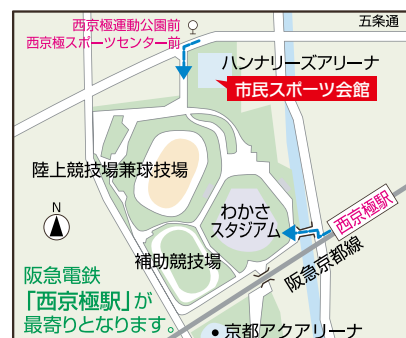 西京極運動公園前
西京極スポーツセンター前
五条通
ハンナリーズアリーナ
市民スポーツ会館
陸上競技場兼球技場
わかさ
スタジアム
西京極駅
N
補助競技場
阪急京都線
阪急電鉄
「西京極駅」が
最寄りとなります。
●京都アクアリーナ